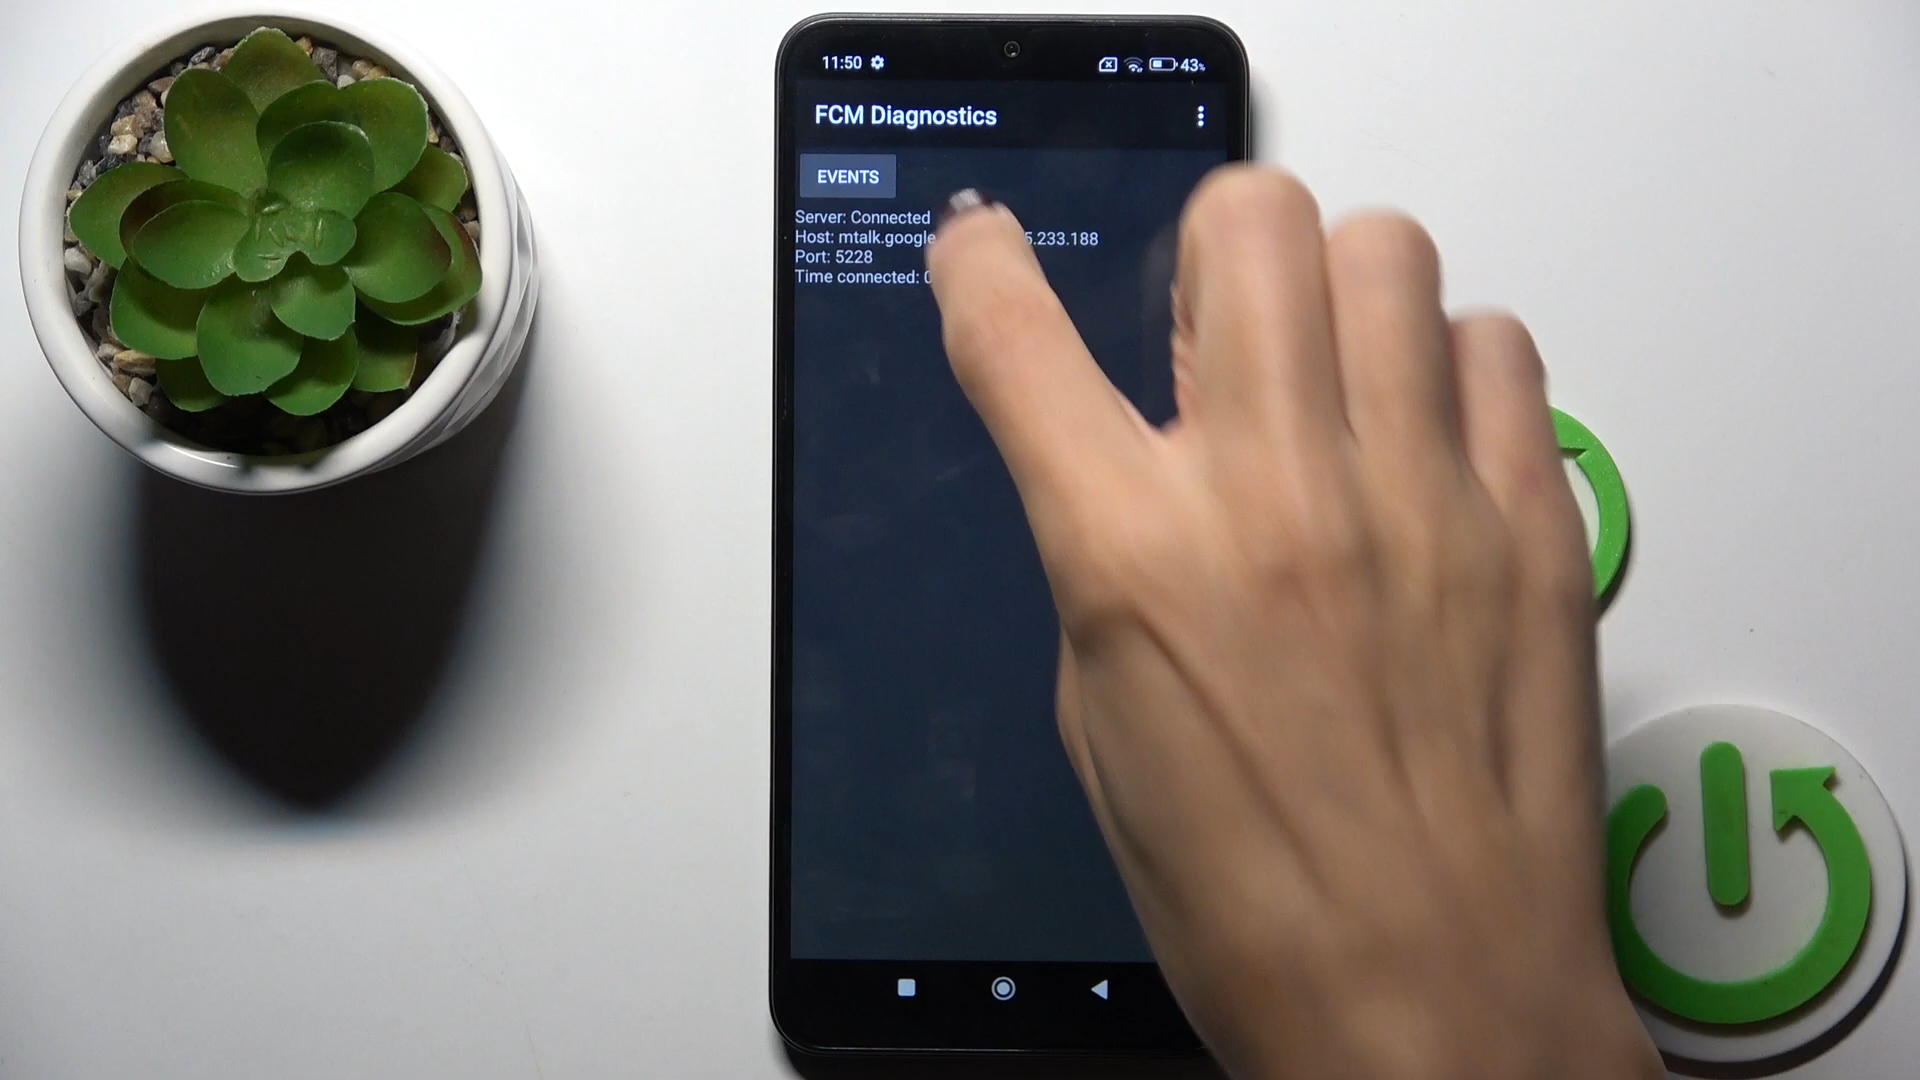 11:50 43%
FCM Diagnostics
EVENTS
Server: Connected
Host: mtalk.google 5.233.188
Port: 5228
Time connected: